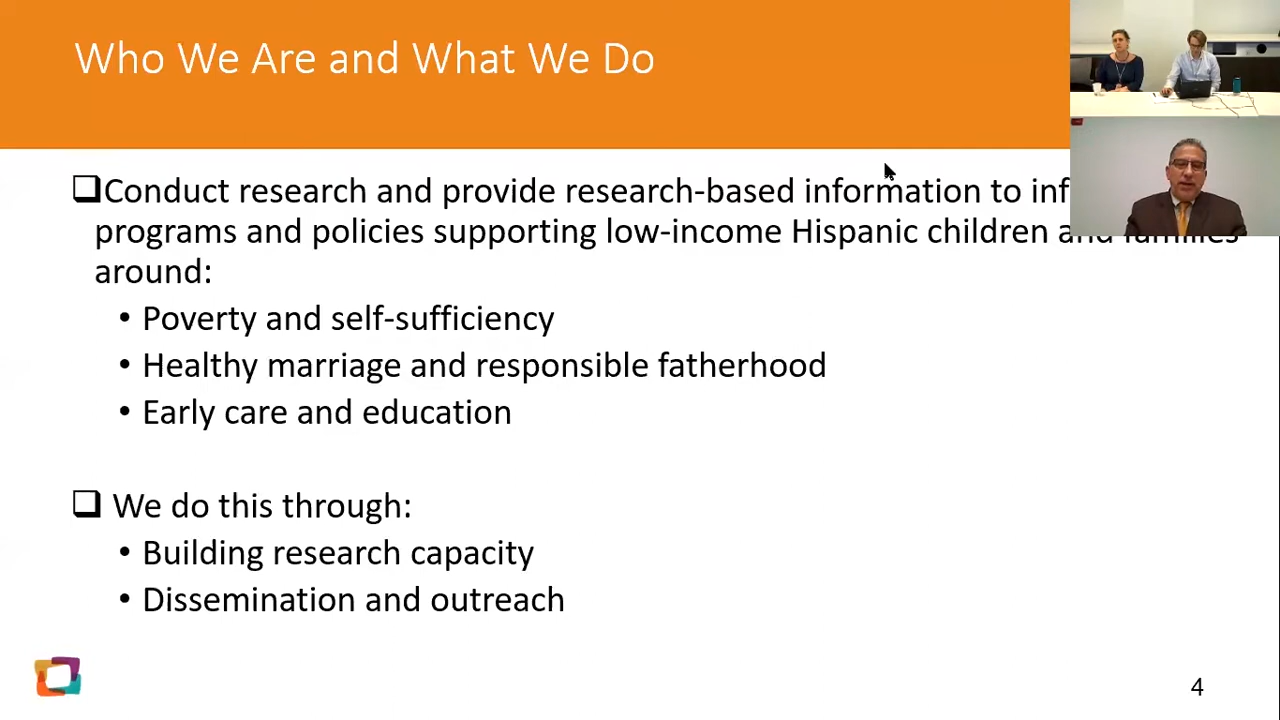 Who We Are and What We Do
Conduct research and provide research-based information to
programs and policies supporting low-income Hispanic children and families
around:
• Poverty and self-sufficiency
• Healthy marriage and responsible fatherhood
• Early care and education
We do this through:
• Building research capacity
• Dissemination and outreach
4